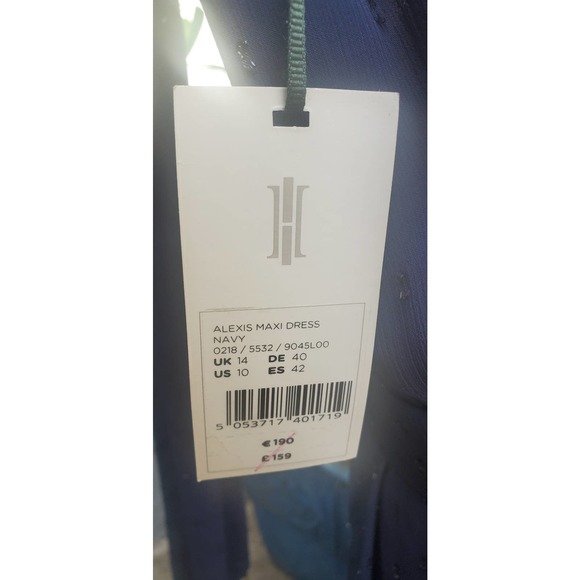 ALEXIS MAXI DRESS
NAVY
0218 / 5532 / 9045L00
UK 14 DE 40
US 10 ES 42
5 053717 401719
€190
£159